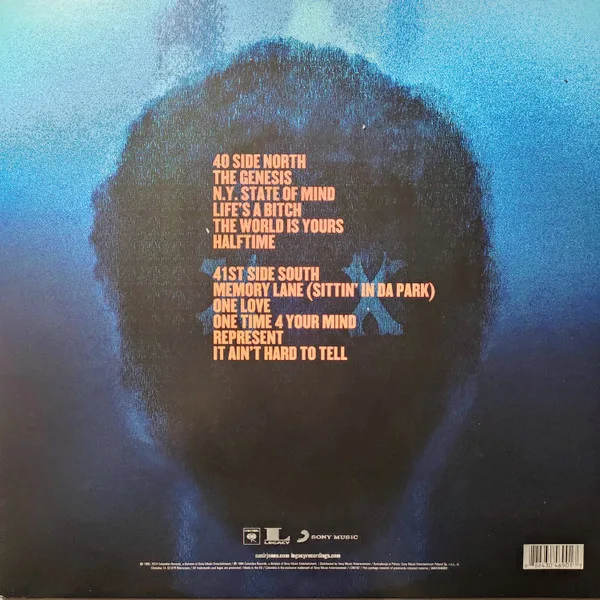 40 SIDE NORTH
THE GENESIS
N.Y. STATE OF MIND
LIFE'S A BITCH
THE WORLD IS YOURS
HALFTIME
41ST SIDE SOUTH
MEMORY LANE (SITTIN' IN DA PARK)
ONE LOVE
ONE TIME 4 YOUR MIND
REPRESENT
IT AIN'T HARD TO TELL
L LEGACY SONY MUSIC
nasirjones.com legacyrecordings.com